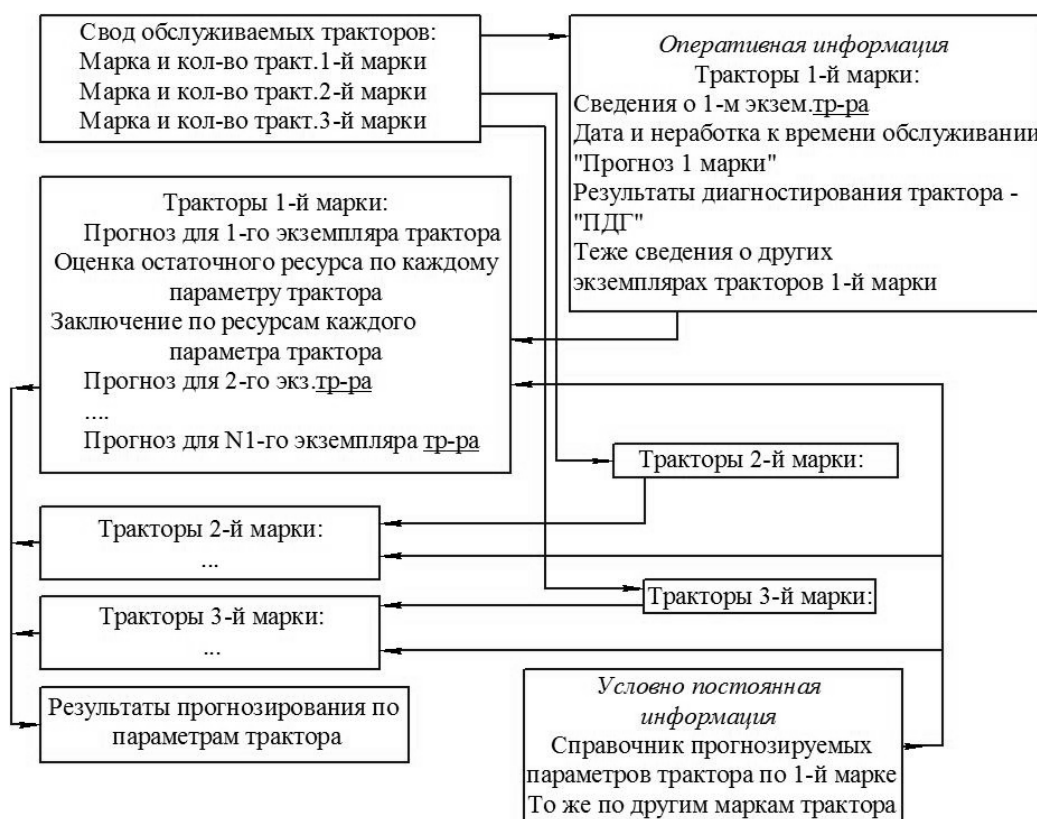 Свод обслуживаемых тракторов:
Марка и кол-во тракт.1-й марки
Марка и кол-во тракт.2-й марки
Марка и кол-во тракт.3-й марки
Оперативная информация
Тракторы 1-й марки:
Сведения о 1-м экзем.тр-ра
Дата и неработка к времени обслуживании
"Прогноз 1 марки"
Результаты диагностирования трактора -
"ПДГ"
Теже сведения о других
экземплярах тракторов 1-й марки
Тракторы 1-й марки:
Прогноз для 1-го экземпляра трактора
Оценка остаточного ресурса по каждому
параметру трактора
Заключение по ресурсам каждого
параметра трактора
Прогноз для 2-го экз.тр-ра
....
Прогноз для N1-го экземпляра тр-ра
Тракторы 2-й марки:
Тракторы 2-й марки:
...
Тракторы 3-й марки:
Тракторы 3-й марки:
...
Результаты прогнозирования по
параметрам трактора
Условно постоянная
информация
Справочник прогнозируемых
параметров трактора по 1-й марке
То же по другим маркам трактора